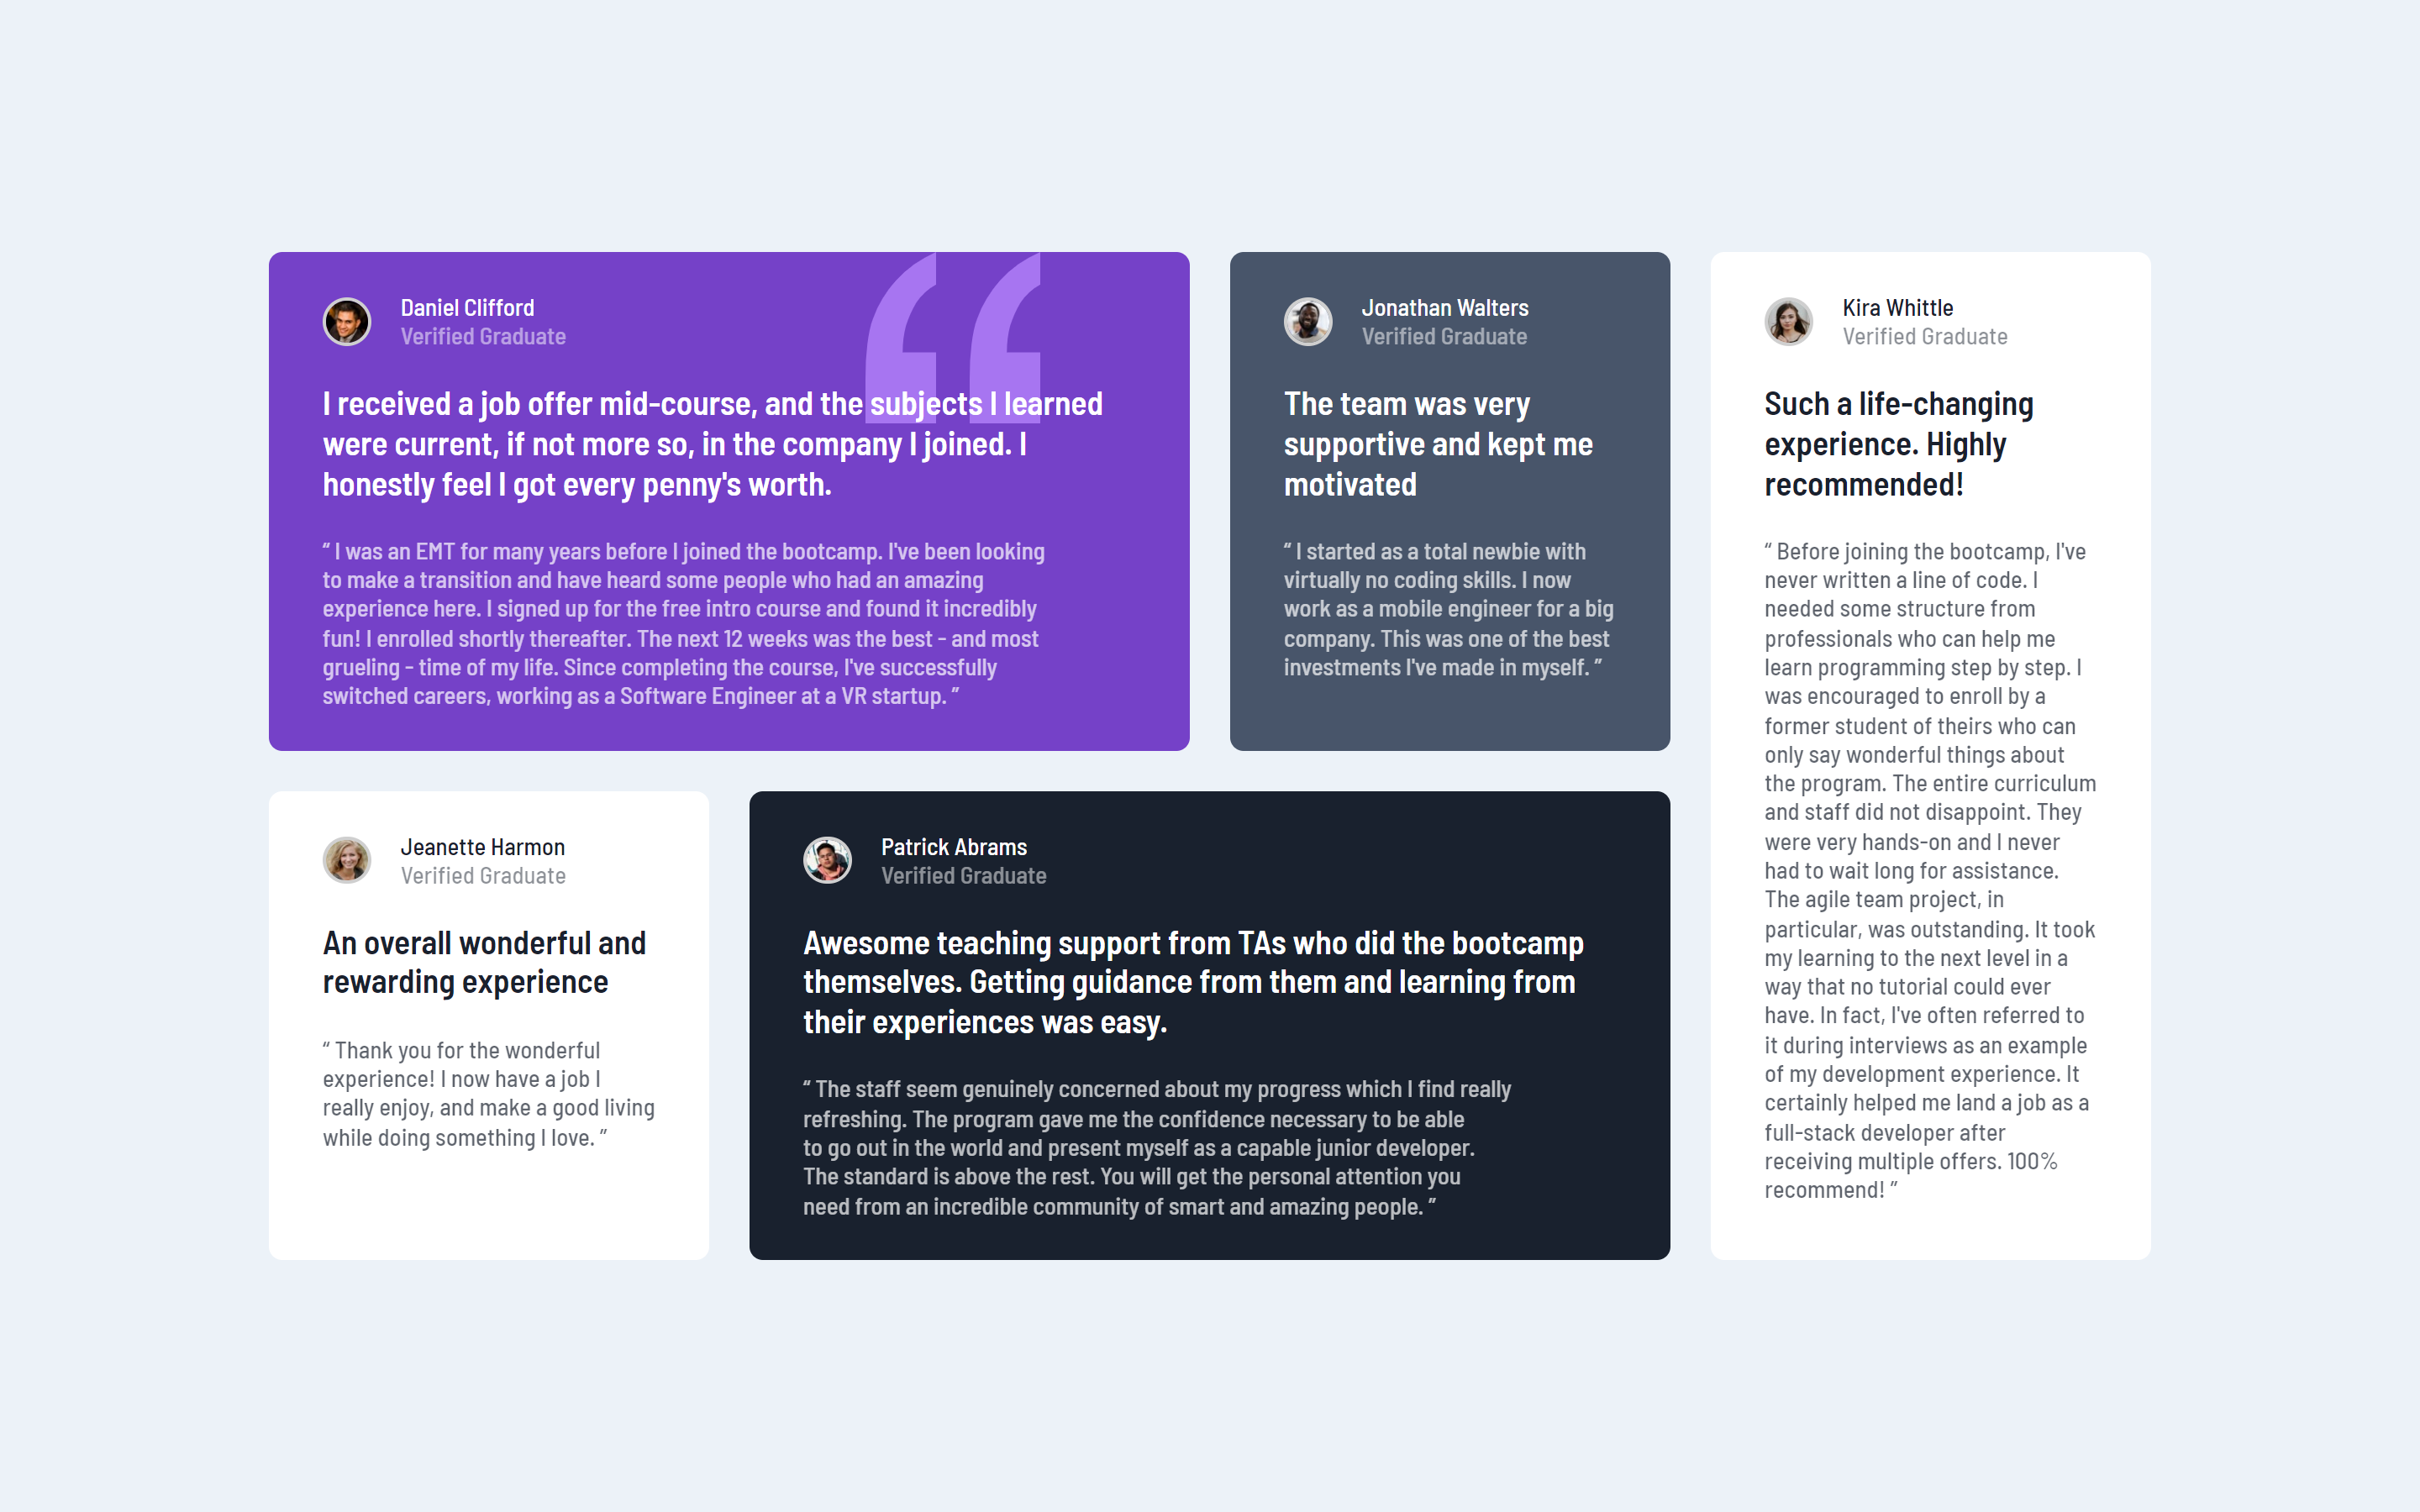 Daniel Clifford
Verified Graduate
I received a job offer mid-course, and the subjects I learned
were current, if not more so, in the company I joined. I
honestly feel I got every penny's worth.
“ I was an EMT for many years before I joined the bootcamp. I've been looking
to make a transition and have heard some people who had an amazing
experience here. I signed up for the free intro course and found it incredibly
fun! I enrolled shortly thereafter. The next 12 weeks was the best - and most
grueling - time of my life. Since completing the course, I've successfully
switched careers, working as a Software Engineer at a VR startup. ”
Jonathan Walters
Verified Graduate
The team was very
supportive and kept me
motivated
“ I started as a total newbie with
virtually no coding skills. I now
work as a mobile engineer for a big
company. This was one of the best
investments I've made in myself. ”
Kira Whittle
Verified Graduate
Such a life-changing
experience. Highly
recommended!
“ Before joining the bootcamp, I've
never written a line of code. I
needed some structure from
professionals who can help me
learn programming step by step. I
was encouraged to enroll by a
former student of theirs who can
only say wonderful things about
the program. The entire curriculum
and staff did not disappoint. They
were very hands-on and I never
had to wait long for assistance.
The agile team project, in
particular, was outstanding. It took
my learning to the next level in a
way that no tutorial could ever
have. In fact, I've often referred to
it during interviews as an example
of my development experience. It
certainly helped me land a job as a
full-stack developer after
receiving multiple offers. 100%
recommend! ”
Jeanette Harmon
Verified Graduate
An overall wonderful and
rewarding experience
“ Thank you for the wonderful
experience! I now have a job I
really enjoy, and make a good living
while doing something I love. ”
Patrick Abrams
Verified Graduate
Awesome teaching support from TAs who did the bootcamp
themselves. Getting guidance from them and learning from
their experiences was easy.
“ The staff seem genuinely concerned about my progress which I find really
refreshing. The program gave me the confidence necessary to be able
to go out in the world and present myself as a capable junior developer.
The standard is above the rest. You will get the personal attention you
need from an incredible community of smart and amazing people. ”